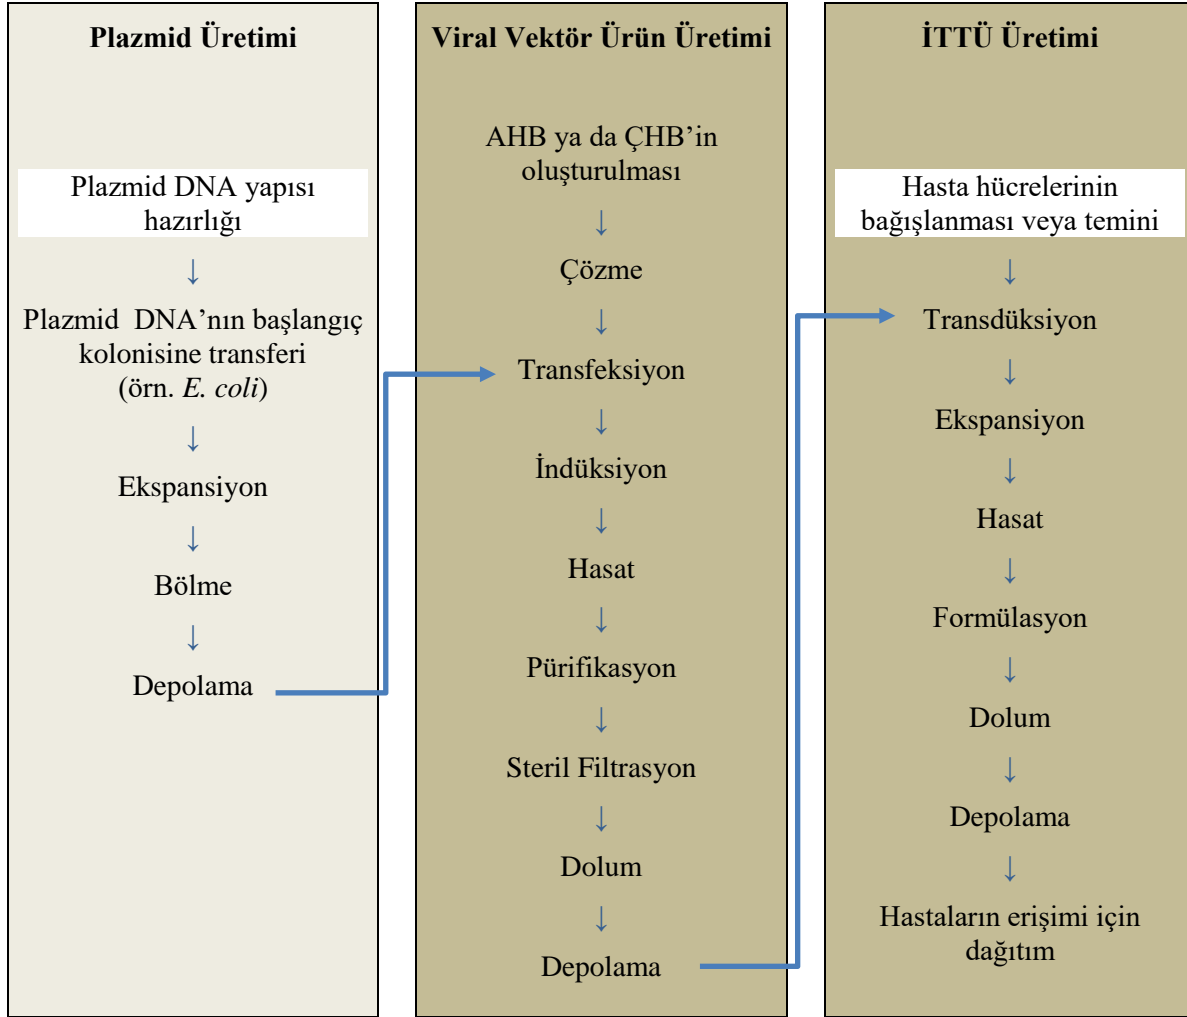 Plazmid Üretimi
Plazmid DNA yapısı
hazırlığı
↓
Plazmid DNA’nın başlangıç
kolonisine transferi
(örn. E. coli)
↓
Ekspansiyon
↓
Bölme
↓
Depolama
Viral Vektör Ürün Üretimi
AHB ya da ÇHB’in
oluşturulması
↓
Çözme
↓
Transfeksiyon
↓
İndüksiyon
↓
Hasat
↓
Pürifikasyon
↓
Steril Filtrasyon
↓
Dolum
↓
Depolama
İTTÜ Üretimi
Hasta hücrelerinin
bağışlanması veya temini
↓
Transdüksiyon
↓
Ekspansiyon
↓
Hasat
↓
Formülasyon
↓
Dolum
↓
Depolama
↓
Hastaların erişimi için
dağıtım